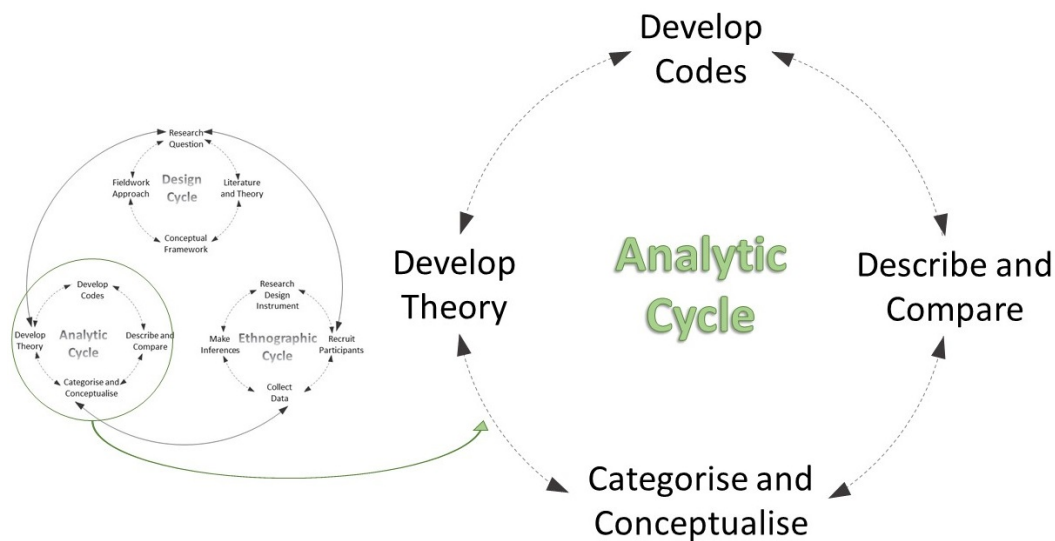 Research
Question
Design
Cycle
Fieldwork
Approach
Literature
and Theory
Conceptual
Framework
Develop
Codes
Analytic
Cycle
Develop
Theory
Describe and
Compare
Categorise and
Conceptualise
Research
Design
Instrument
Make
Inferences
Ethnographic
Cycle
Recruit
Participants
Collect
Data
Develop
Codes
Develop
Theory
Analytic
Cycle
Describe and
Compare
Categorise and
Conceptualise